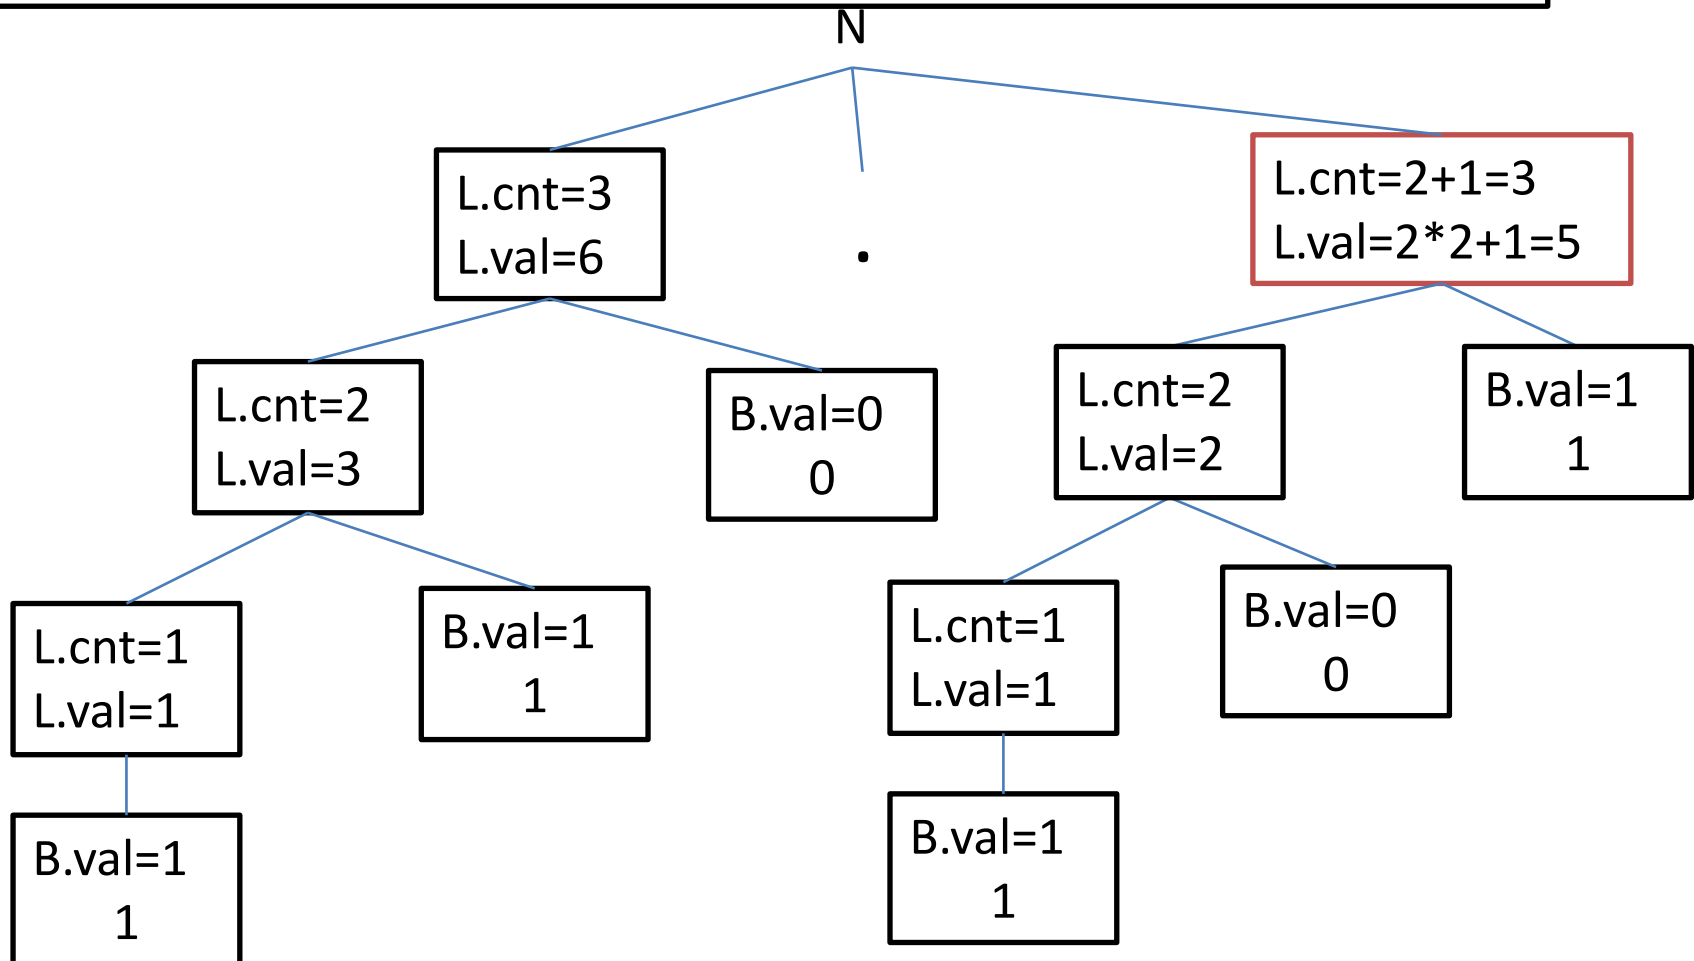 N
L.cnt=3
L.val=6
.
L.cnt=2+1=3
L.val=2*2+1=5
L.cnt=2
L.val=3
B.val=0
0
L.cnt=2
L.val=2
B.val=1
1
L.cnt=1
L.val=1
B.val=1
1
L.cnt=1
L.val=1
B.val=0
0
B.val=1
1
B.val=1
1